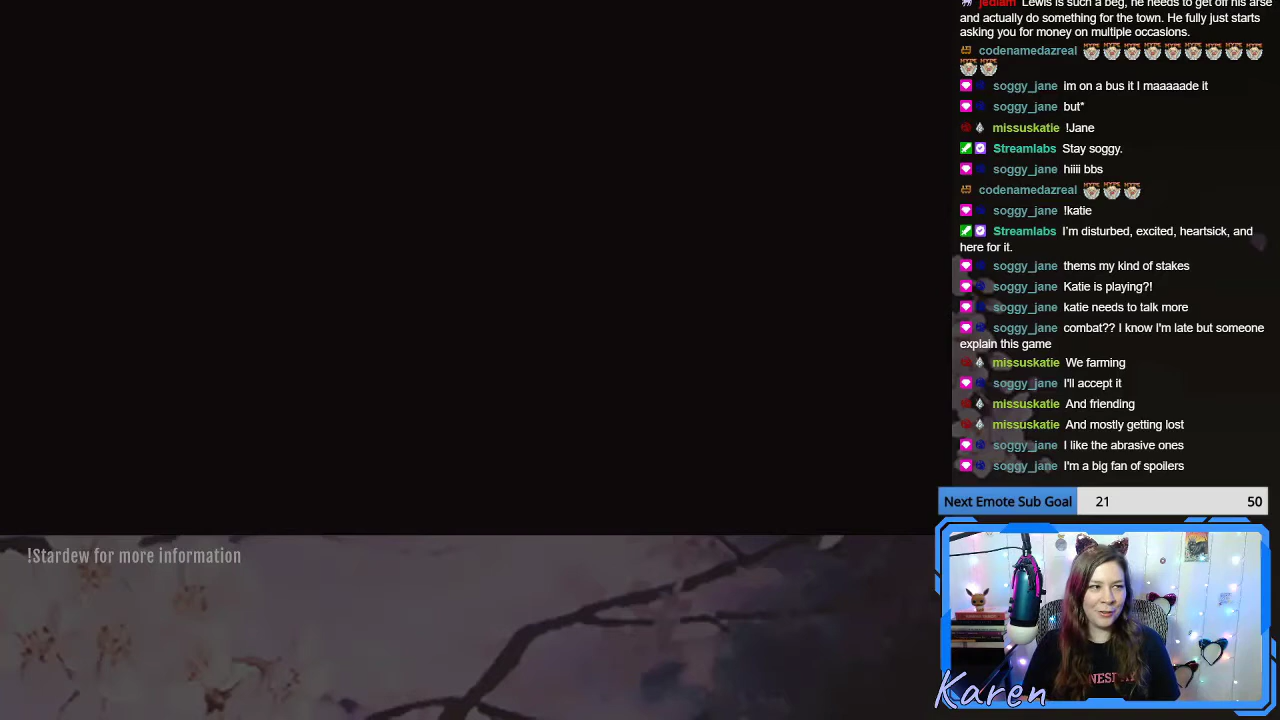 jediam Lewis is such a beg, he needs to get off his arse
and actually do something for the town. He fully just starts
asking you for money on multiple occasions.
codenamedazreal
soggy_jane im on a bus it I maaaaade it
soggy_jane but*
missuskatie !Jane
Streamlabs Stay soggy.
soggy_jane hiiii bbs
codenamedazreal
soggy_jane !katie
Streamlabs I'm disturbed, excited, heartsick, and
here for it.
soggy_jane thems my kind of stakes
soggy_jane Katie is playing?!
soggy_jane katie needs to talk more
soggy_jane combat?? I know I'm late but someone
explain this game
missuskatie We farming
soggy_jane I'll accept it
missuskatie And friending
missuskatie And mostly getting lost
soggy_jane I like the abrasive ones
soggy_jane I'm a big fan of spoilers
Next Emote Sub Goal 21 50
!Stardew for more information
Karen